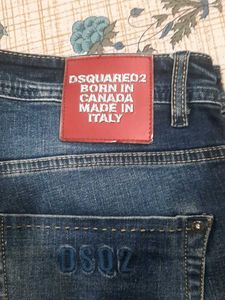 DSQUARED2
BORN IN
CANADA
MADE IN
ITALY
DSQ2